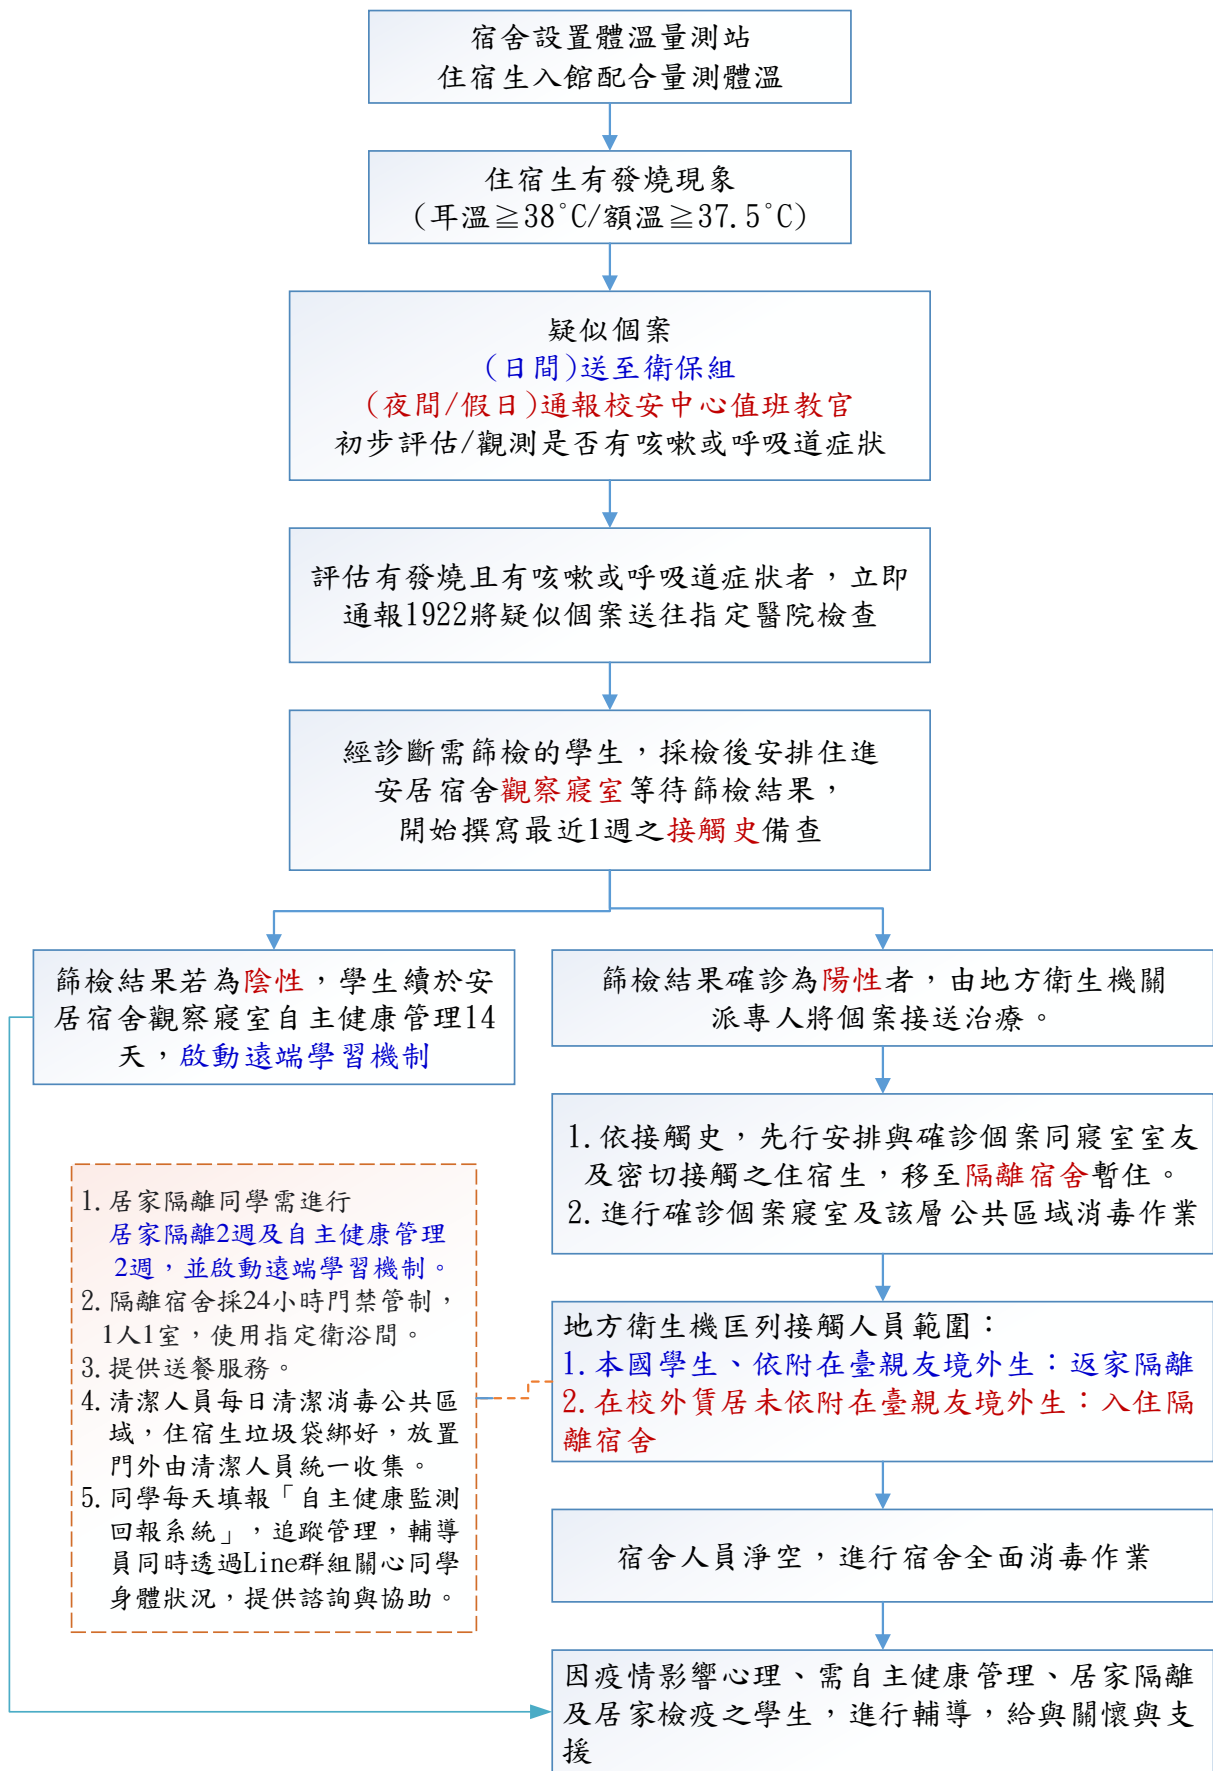 宿舍設置體溫量測站
住宿生入館配合量測體溫
住宿生有發燒現象
(耳溫≧38°C/額溫≧37.5°C)
疑似個案
(日間)送至衛保組
(夜間/假日)通報校安中心值班教官
初步評估/觀測是否有咳嗽或呼吸道症狀
評估有發燒且有咳嗽或呼吸道症狀者，立即
通報1922將疑似個案送往指定醫院檢查
經診斷需篩檢的學生，採檢後安排住進
安居宿舍觀察寢室等待篩檢結果，
開始撰寫最近1週之接觸史備查
篩檢結果若為陰性，學生續於安
居宿舍觀察寢室自主健康管理14
天，啟動遠端學習機制
篩檢結果確診為陽性者，由地方衛生機關
派專人將個案接送治療。
1.依接觸史，先行安排與確診個案同寢室室友
及密切接觸之住宿生，移至隔離宿舍暫住。
2.進行確診個案寢室及該層公共區域消毒作業
1.居家隔離同學需進行
居家隔離2週及自主健康管理
2週，並啟動遠端學習機制。
2.隔離宿舍採24小時門禁管制，
1人1室，使用指定衛浴間。
3.提供送餐服務。
4.清潔人員每日清潔消毒公共區
域，住宿生垃圾袋綁好，放置
門外由清潔人員統一收集。
5.同學每天填報「自主健康監測
回報系統」，追蹤管理，輔導
員同時透過Line群組關心同學
身體狀況，提供諮詢與協助。
地方衛生機匡列接觸人員範圍：
1.本國學生、依附在臺親友境外生：返家隔離
2.在校外賃居未依附在臺親友境外生：入住隔
離宿舍
宿舍人員淨空，進行宿舍全面消毒作業
因疫情影響心理、需自主健康管理、居家隔離
及居家檢疫之學生，進行輔導，給與關懷與支
援